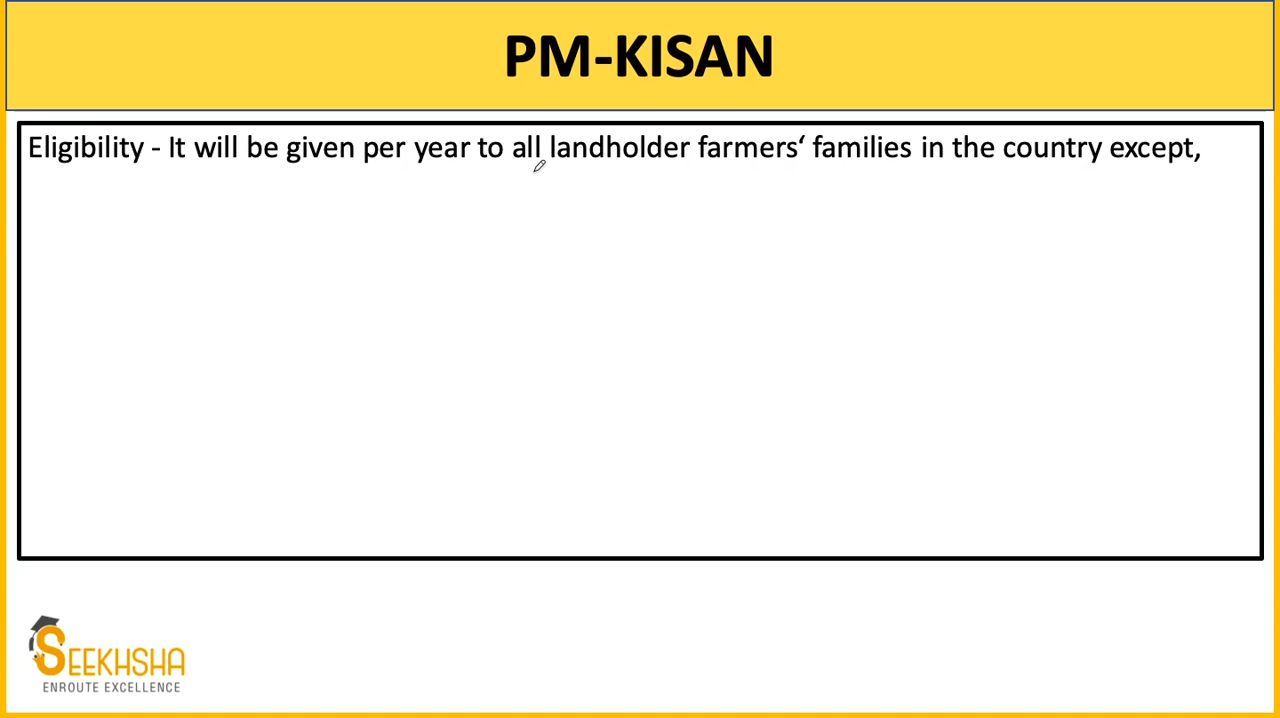 PM-KISAN
Eligibility - It will be given per year to all landholder farmers‘ families in the country except,
SEEKHSHA
ENROUTE EXCELLENCE